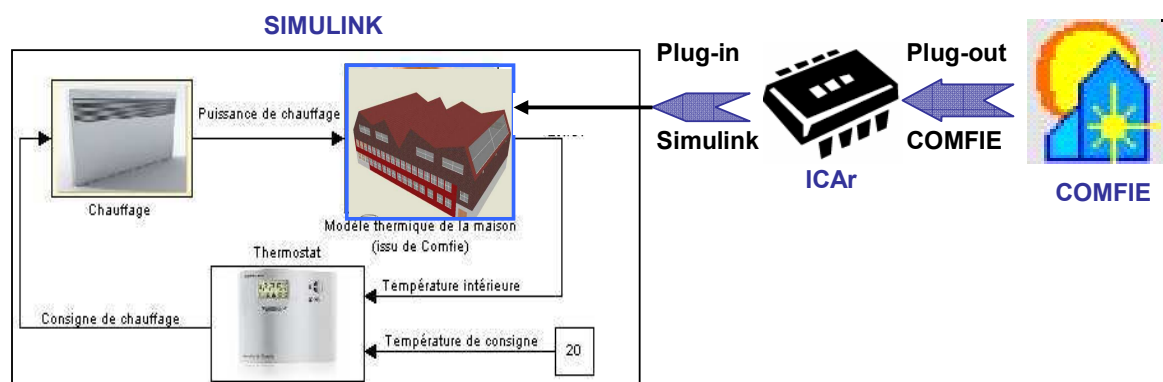 SIMULINK
Plug-in
Plug-out
Puissance de chauffage
Simulink
COMFIE
ICAr
COMFIE
Chauffage
Modèle thermique de la maison
(issu de Comfie)
Thermostat
Température intérieure
Consigne de chauffage
Température de consigne
20